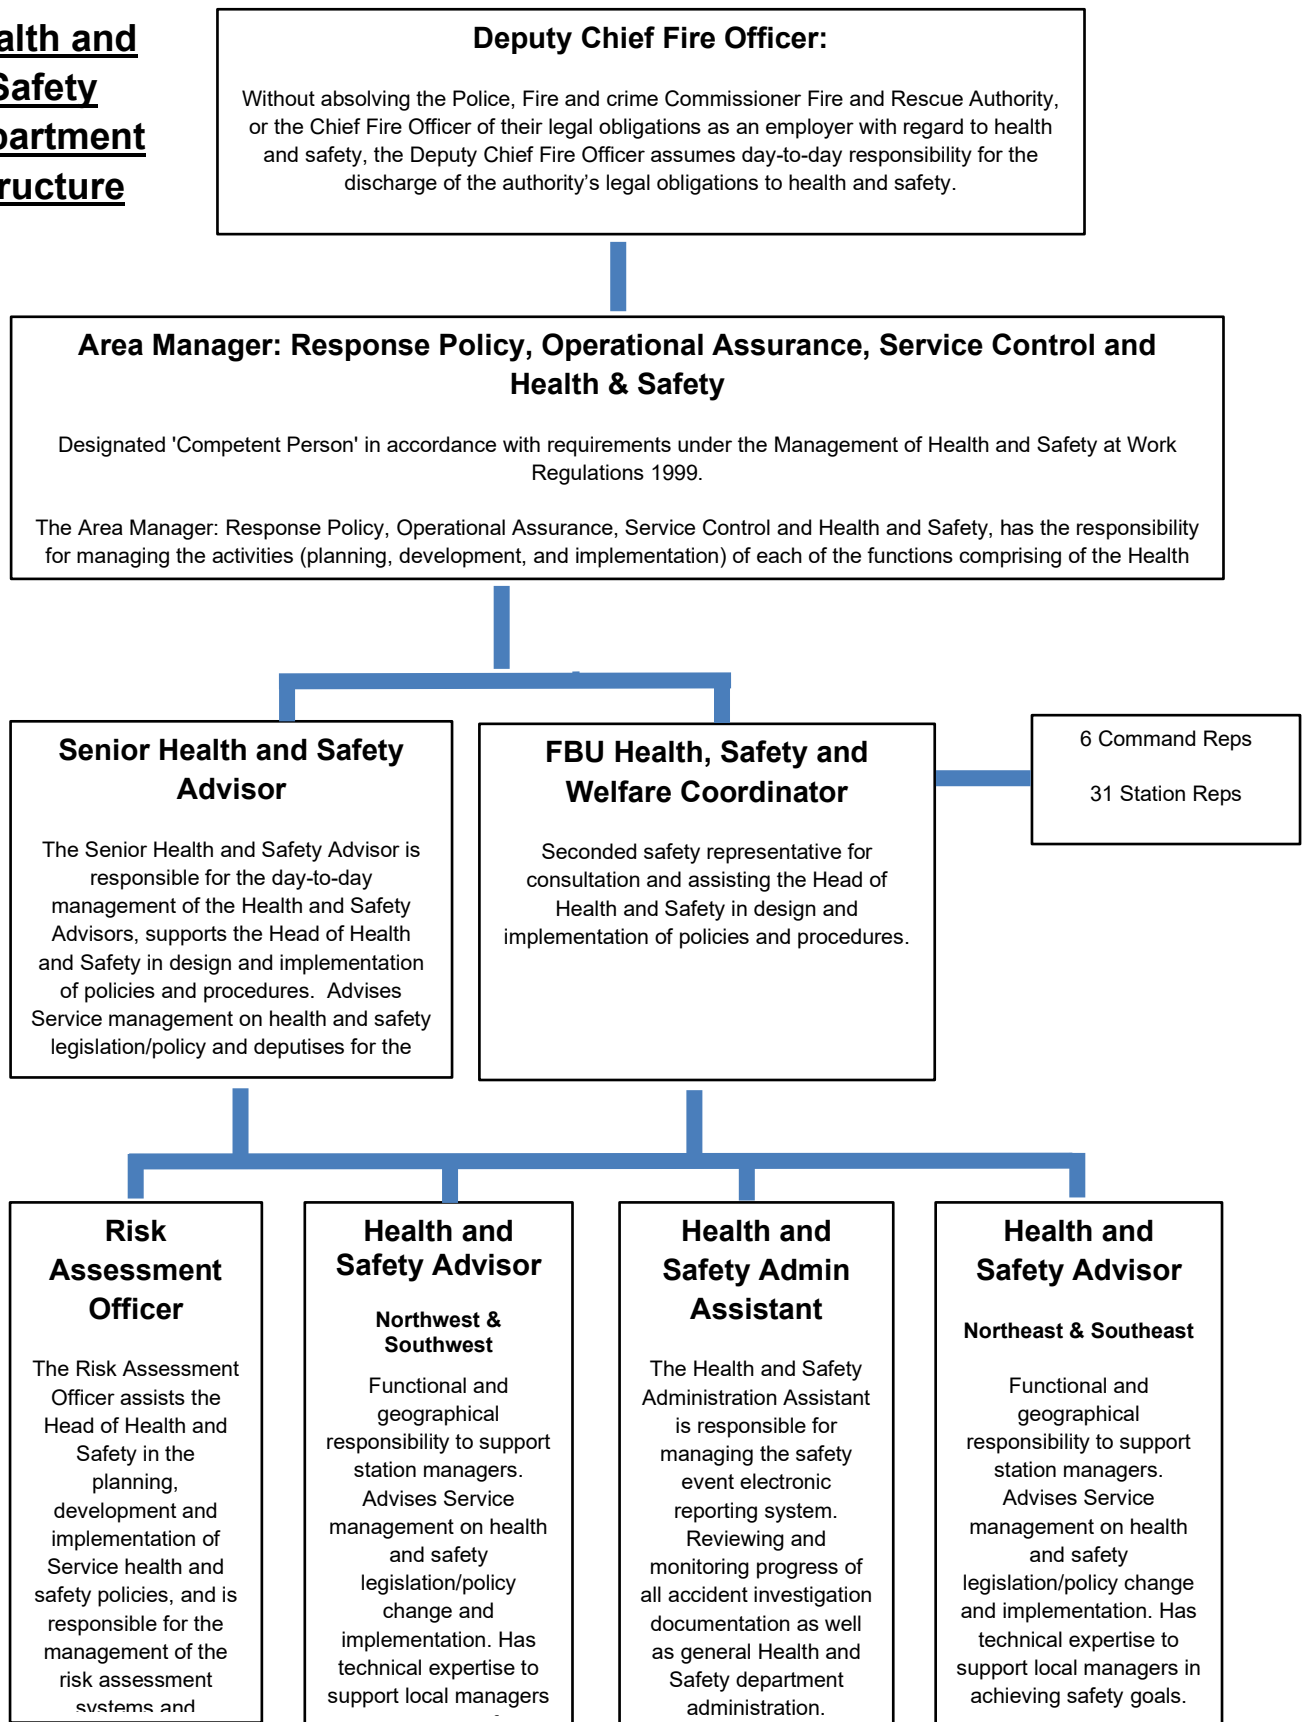 alth and
Safety
partment
ructure
Deputy Chief Fire Officer:
Without absolving the Police, Fire and crime Commissioner Fire and Rescue Authority,
or the Chief Fire Officer of their legal obligations as an employer with regard to health
and safety, the Deputy Chief Fire Officer assumes day-to-day responsibility for the
discharge of the authority’s legal obligations to health and safety.
Area Manager: Response Policy, Operational Assurance, Service Control and
Health & Safety
Designated 'Competent Person' in accordance with requirements under the Management of Health and Safety at Work
Regulations 1999.
The Area Manager: Response Policy, Operational Assurance, Service Control and Health and Safety, has the responsibility
for managing the activities (planning, development, and implementation) of each of the functions comprising of the Health
Senior Health and Safety
Advisor
The Senior Health and Safety Advisor is
responsible for the day-to-day
management of the Health and Safety
Advisors, supports the Head of Health
and Safety in design and implementation
of policies and procedures.  Advises
Service management on health and safety
legislation/policy and deputises for the
FBU Health, Safety and
Welfare Coordinator
Seconded safety representative for
consultation and assisting the Head of
Health and Safety in design and
implementation of policies and procedures.
6 Command Reps
31 Station Reps
Risk
Assessment
Officer
The Risk Assessment
Officer assists the
Head of Health and
Safety in the
planning,
development and
implementation of
Service health and
safety policies, and is
responsible for the
management of the
risk assessment
systems and
Health and
Safety Advisor
Northwest &
Southwest
Functional and
geographical
responsibility to support
station managers.
Advises Service
management on health
and safety
legislation/policy
change and
implementation. Has
technical expertise to
support local managers
Health and
Safety Admin
Assistant
The Health and Safety
Administration Assistant
is responsible for
managing the safety
event electronic
reporting system.
Reviewing and
monitoring progress of
all accident investigation
documentation as well
as general Health and
Safety department
administration.
Health and
Safety Advisor
Northeast & Southeast
Functional and
geographical
responsibility to support
station managers.
Advises Service
management on health
and safety
legislation/policy change
and implementation. Has
technical expertise to
support local managers in
achieving safety goals.